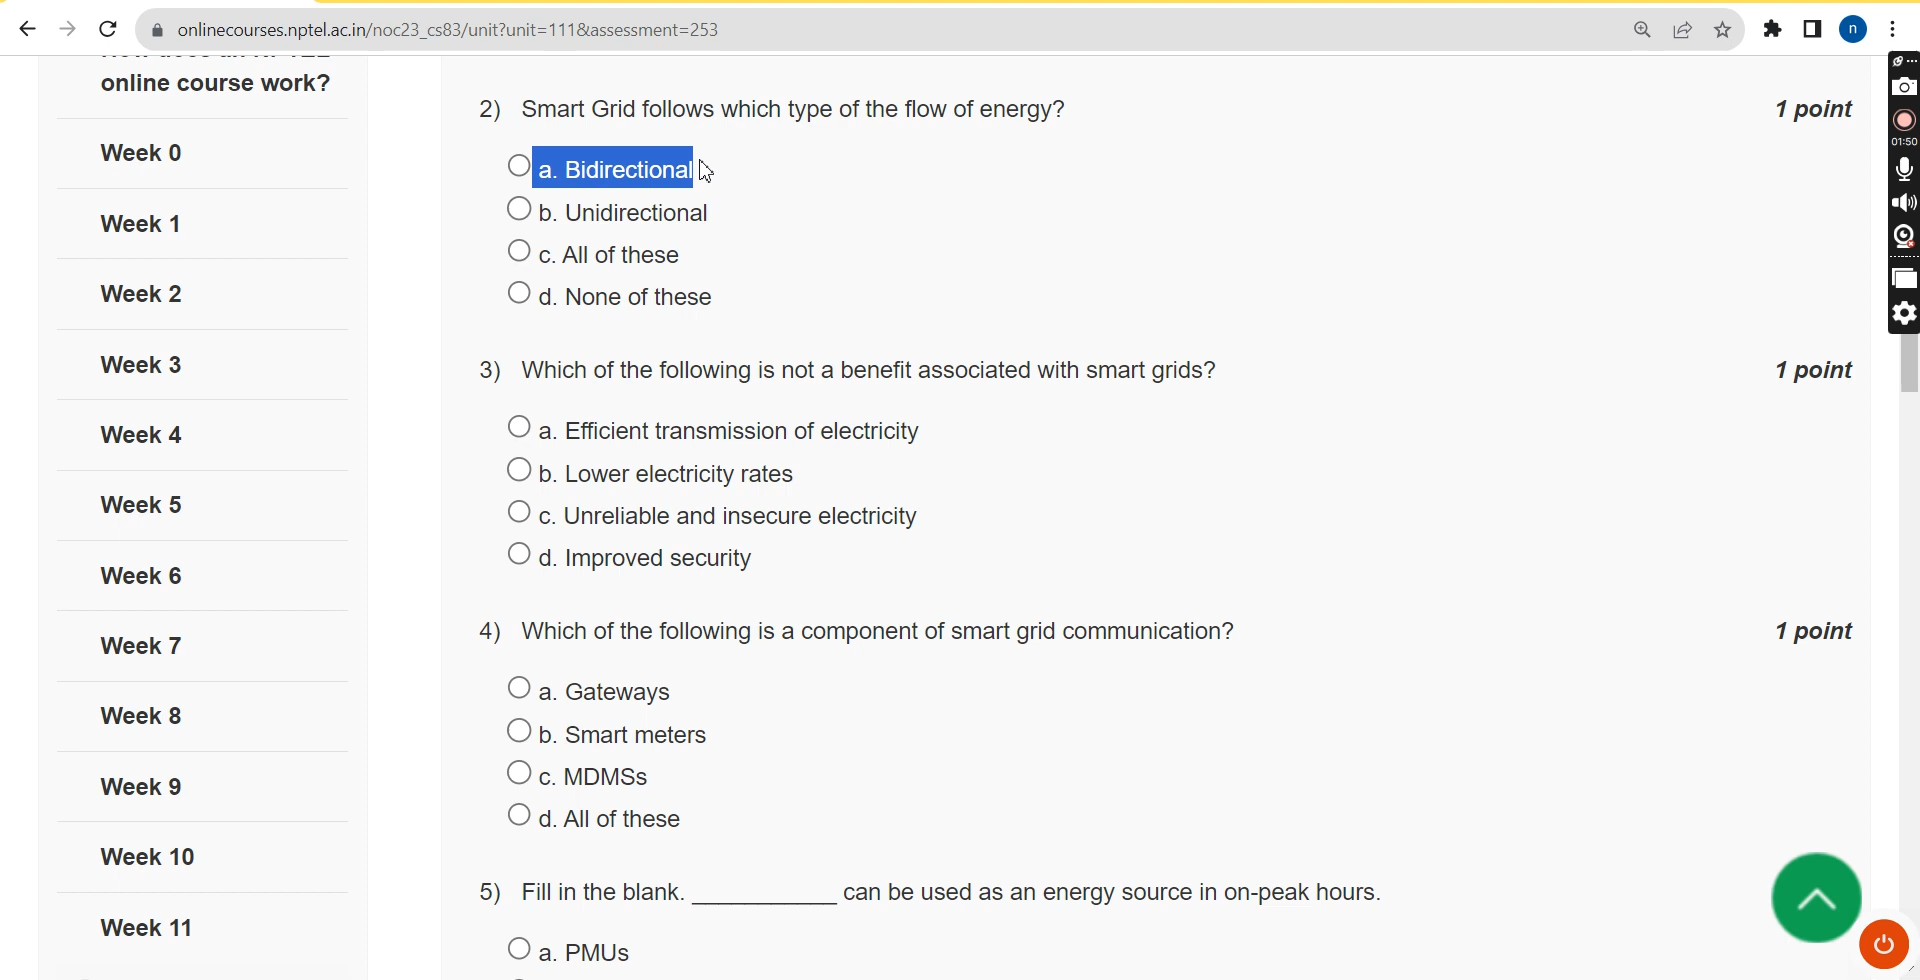 onlinecourses.nptel.ac.in/noc23_cs83/unit?unit=111&assessment=253
n
online course work?
Week 0
Week 1
Week 2
Week 3
Week 4
Week 5
Week 6
Week 7
Week 8
Week 9
Week 10
Week 11
2) Smart Grid follows which type of the flow of energy? 1 point
a. Bidirectional
b. Unidirectional
c. All of these
d. None of these
3) Which of the following is not a benefit associated with smart grids? 1 point
a. Efficient transmission of electricity
b. Lower electricity rates
c. Unreliable and insecure electricity
d. Improved security
4) Which of the following is a component of smart grid communication? 1 point
a. Gateways
b. Smart meters
c. MDMSs
d. All of these
5) Fill in the blank. ___________ can be used as an energy source in on-peak hours.
a. PMUs
01:50